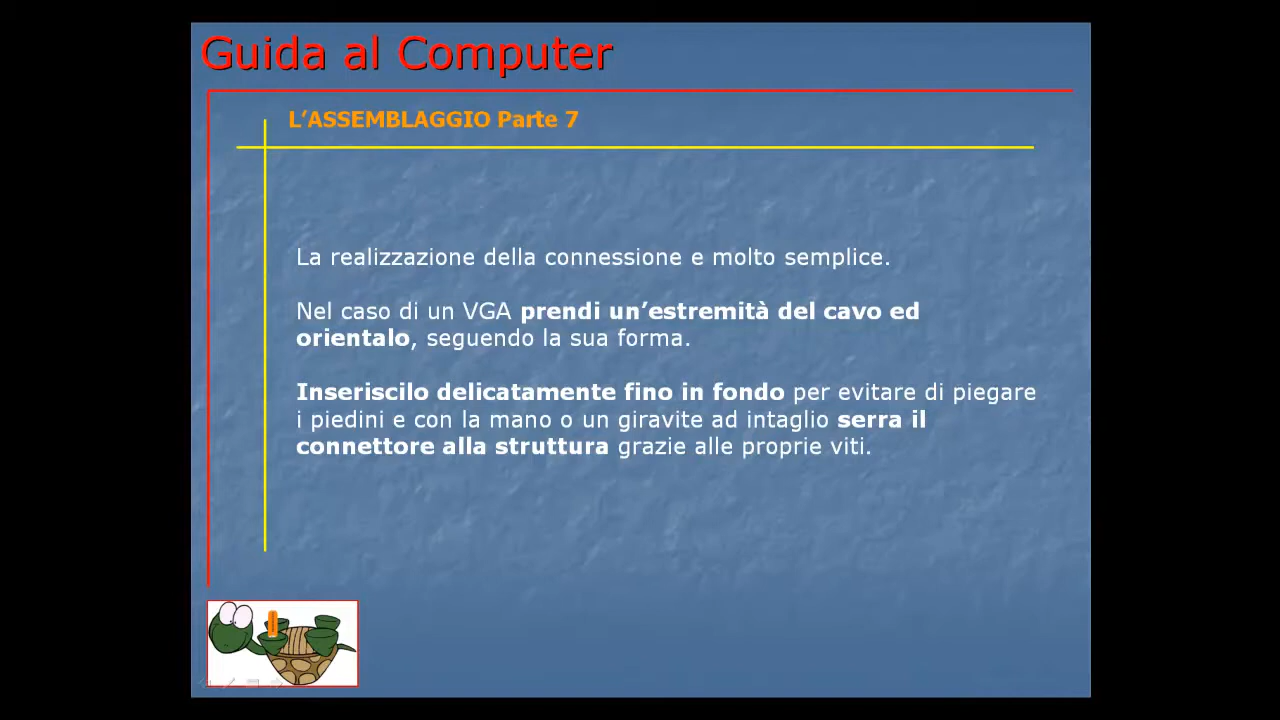 Guida al Computer
L’ASSEMBLAGGIO Parte 7
La realizzazione della connessione e molto semplice.
Nel caso di un VGA prendi un’estremità del cavo ed
orientalo, seguendo la sua forma.
Inseriscilo delicatamente fino in fondo per evitare di piegare
i piedini e con la mano o un giravite ad intaglio serra il
connettore alla struttura grazie alle proprie viti.